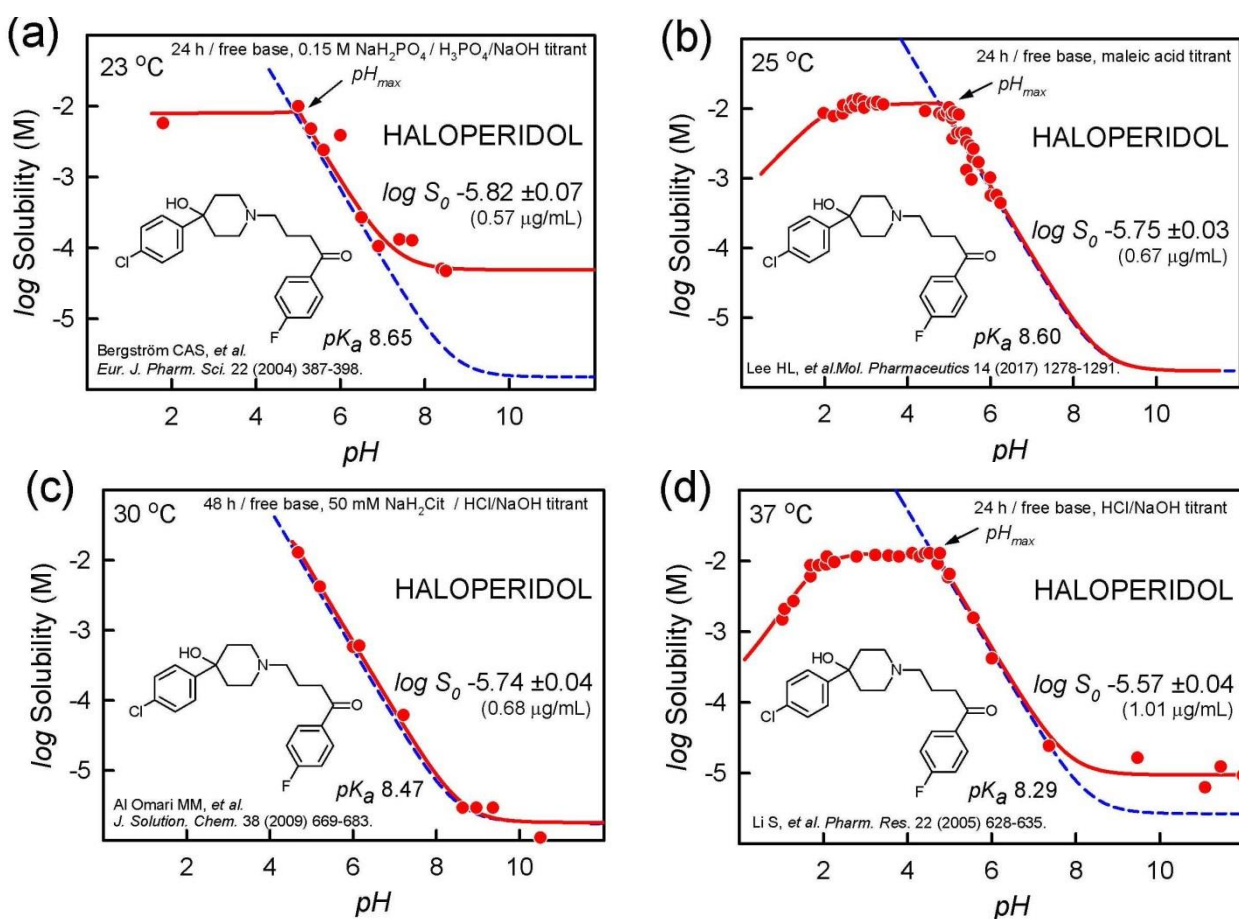 (a)
24 h / free base, 0.15 M NaH2PO4 / H3PO4/NaOH titrant
23 °C
pHmax
HALOPERIDOL
log S0 -5.82 ±0.07
(0.57 µg/mL)
HO
N
Cl
O
F
pKa 8.65
Bergström CAS, et al.
Eur. J. Pharm. Sci. 22 (2004) 387-398.
log Solubility (M)
-1
-2
-3
-4
-5
2 4 6 8 10
pH
(b)
24 h / free base, maleic acid titrant
25 °C
pHmax
HALOPERIDOL
log S0 -5.75 ±0.03
(0.67 µg/mL)
HO
N
Cl
O
F
pKa 8.60
Lee HL, et al.Mol. Pharmaceutics 14 (2017) 1278-1291.
log Solubility (M)
-1
-2
-3
-4
-5
2 4 6 8 10
pH
(c)
48 h / free base, 50 mM NaH2Cit / HCl/NaOH titrant
30 °C
HALOPERIDOL
log S0 -5.74 ±0.04
(0.68 µg/mL)
HO
N
Cl
O
F
pKa 8.47
Al Omari MM, et al.
J. Solution. Chem. 38 (2009) 669-683.
log Solubility (M)
-1
-2
-3
-4
-5
2 4 6 8 10
pH
(d)
24 h / free base, HCl/NaOH titrant
37 °C
pHmax
HALOPERIDOL
log S0 -5.57 ±0.04
(1.01 µg/mL)
HO
N
Cl
O
F
pKa 8.29
Li S, et al. Pharm. Res. 22 (2005) 628-635.
log Solubility (M)
-1
-2
-3
-4
-5
2 4 6 8 10
pH